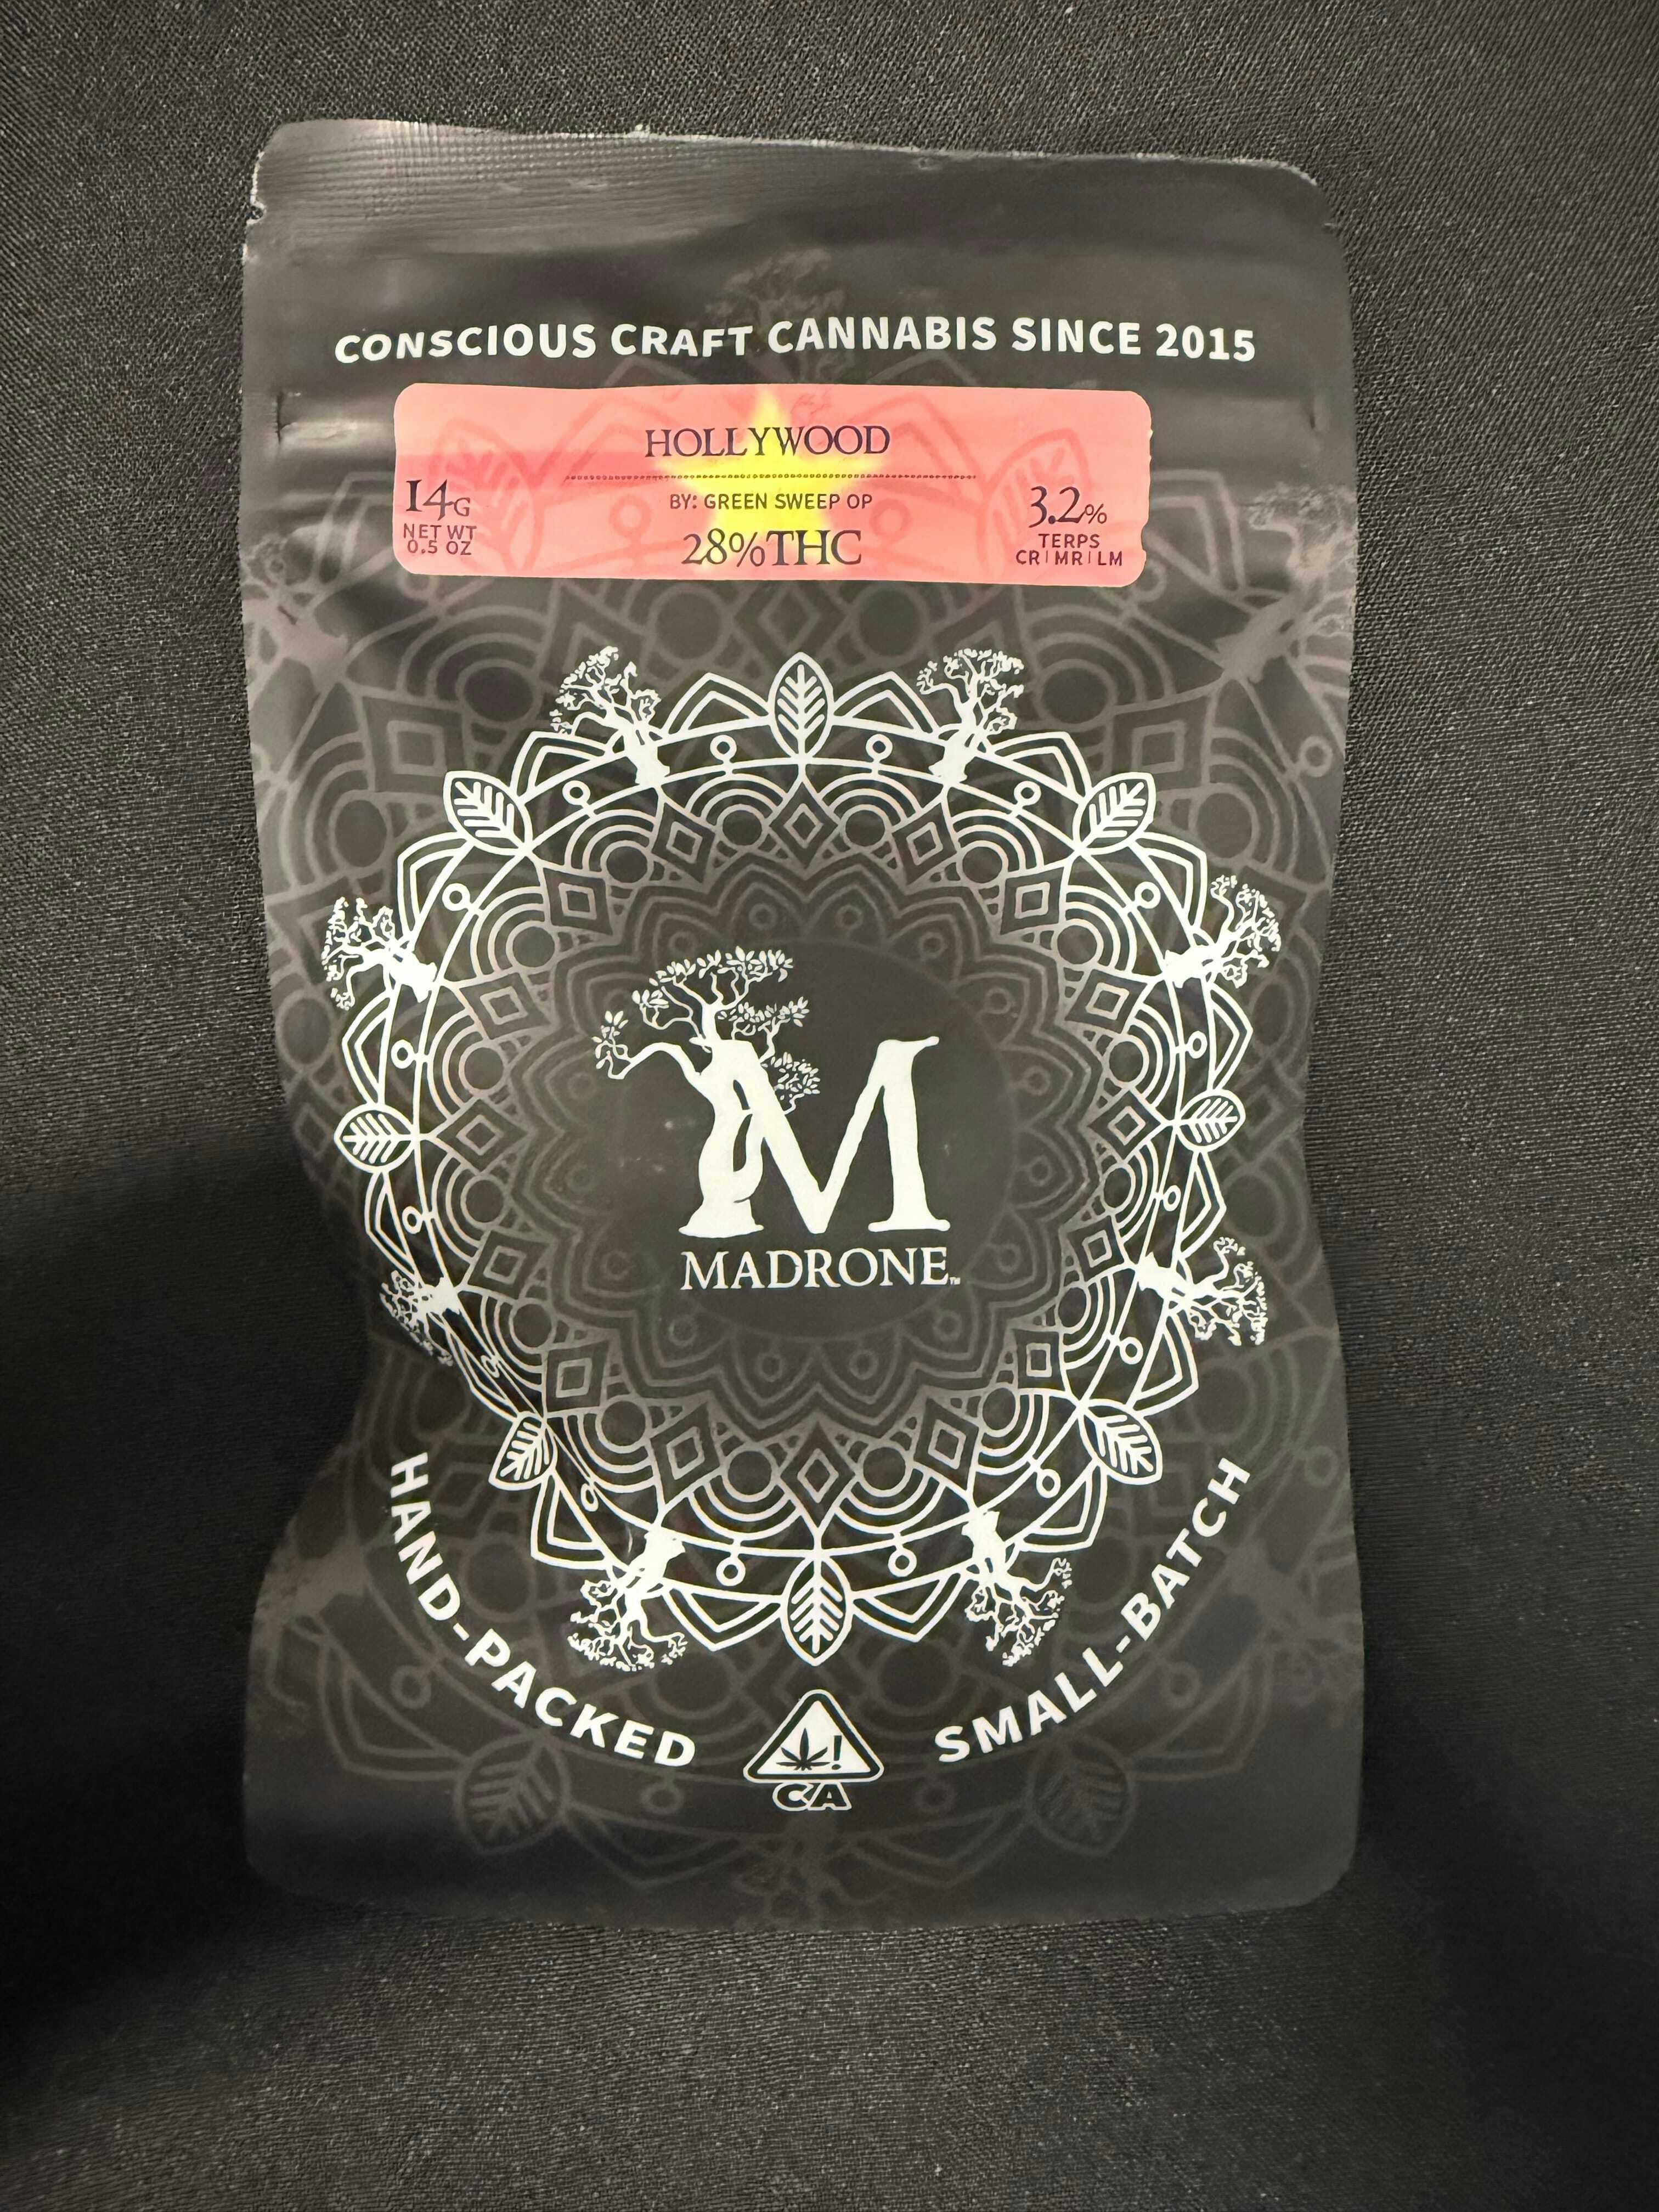 CONSCIOUS CRAFT CANNABIS SINCE 2015
HOLLYWOOD
BY: GREEN SWEEP OP
28%THC
14G
NET WT
0.5 OZ
3.2%
TERPS
CR|MR|LM
M
MADRONE™
HAND-PACKED
SMALL-BATCH
!
CA